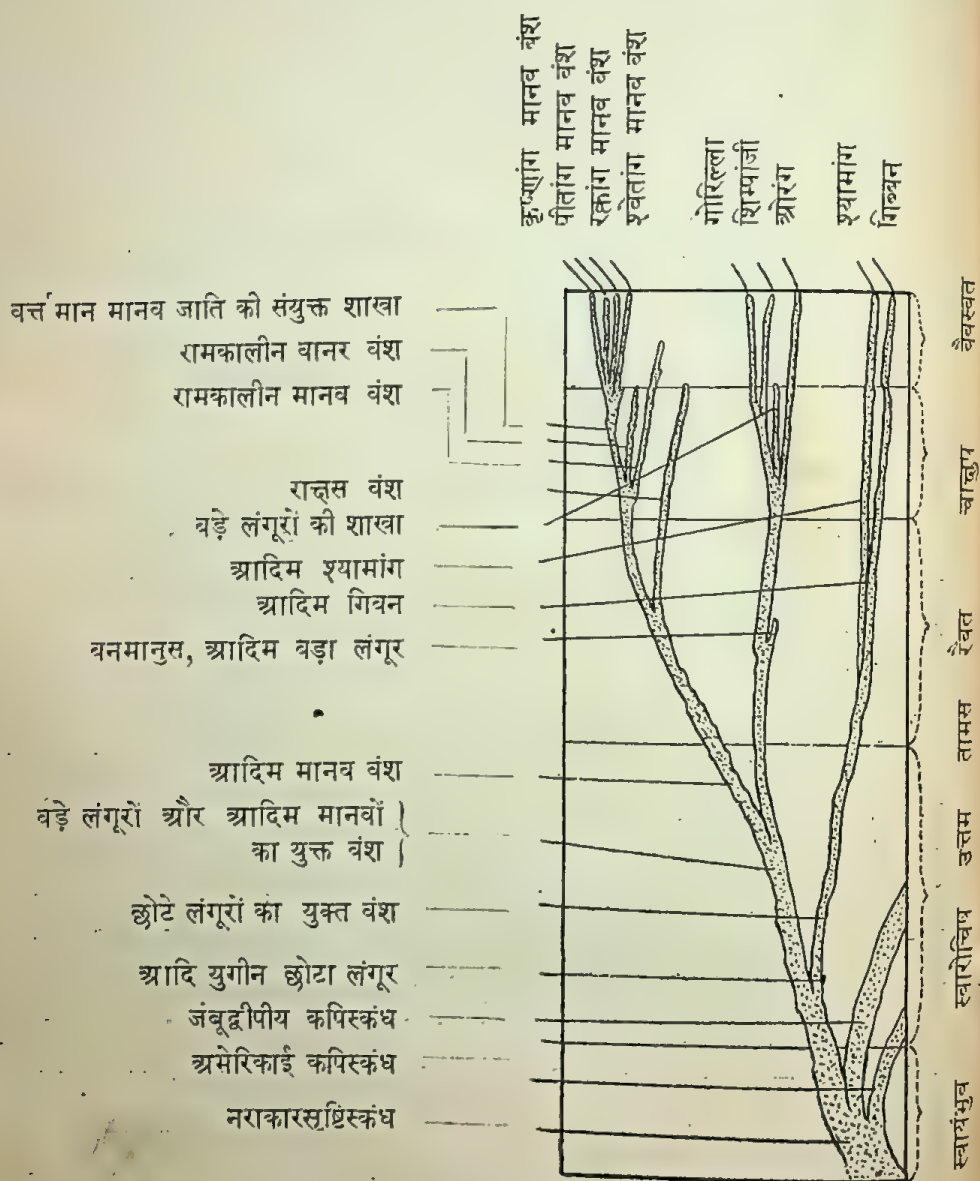 कृष्णांग मानव वंश
पीतांग मानव वंश
रक्तांग मानव वंश
श्वेतांग मानव वंश
गोरिल्ला
शिम्पांजी
ओरंग
श्यामांग
गिब्बन
वर्त्तमान मानव जाति की संयुक्त शाखा
रामकालीन वानर वंश
रामकालीन मानव वंश
राक्षस वंश
बड़े लंगूरों की शाखा
आदिम श्यामांग
आदिम गिबन
वनमानुस, आदिम बड़ा लंगूर
आदिम मानव वंश
बड़े लंगूरों और आदिम मानवों }
का युक्त वंश }
छोटे लंगूरों का युक्त वंश
आदि युगीन छोटा लंगूर
जंबूद्वीपीय कपिस्कंध
अमेरिकाई कपिस्कंध
नराकारसृष्टिस्कंध
वैवस्वत
चाक्षुप
रैवत
तामस
उत्तम
स्वारोचिप
स्वायंभुव